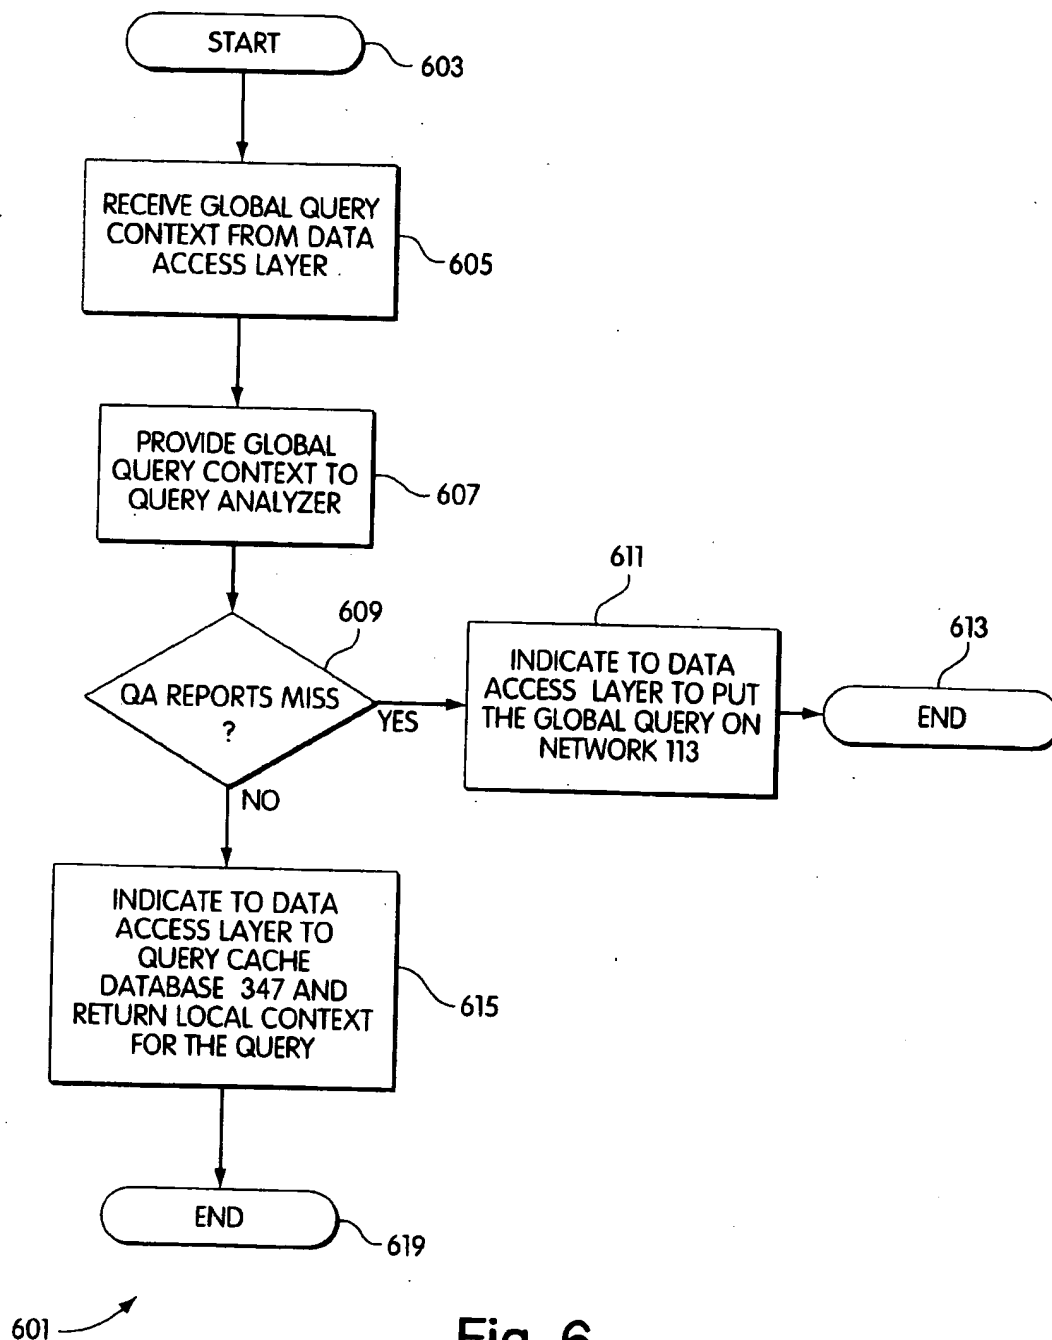 START
603
RECEIVE GLOBAL QUERY
CONTEXT FROM DATA
ACCESS LAYER
605
PROVIDE GLOBAL
QUERY CONTEXT TO
QUERY ANALYZER
607
609
QA REPORTS MISS
?
YES
NO
611
INDICATE TO DATA
ACCESS LAYER TO PUT
THE GLOBAL QUERY ON
NETWORK 113
613
END
INDICATE TO DATA
ACCESS LAYER TO
QUERY CACHE
DATABASE 347 AND
RETURN LOCAL CONTEXT
FOR THE QUERY
615
END
619
601
Fig. 6